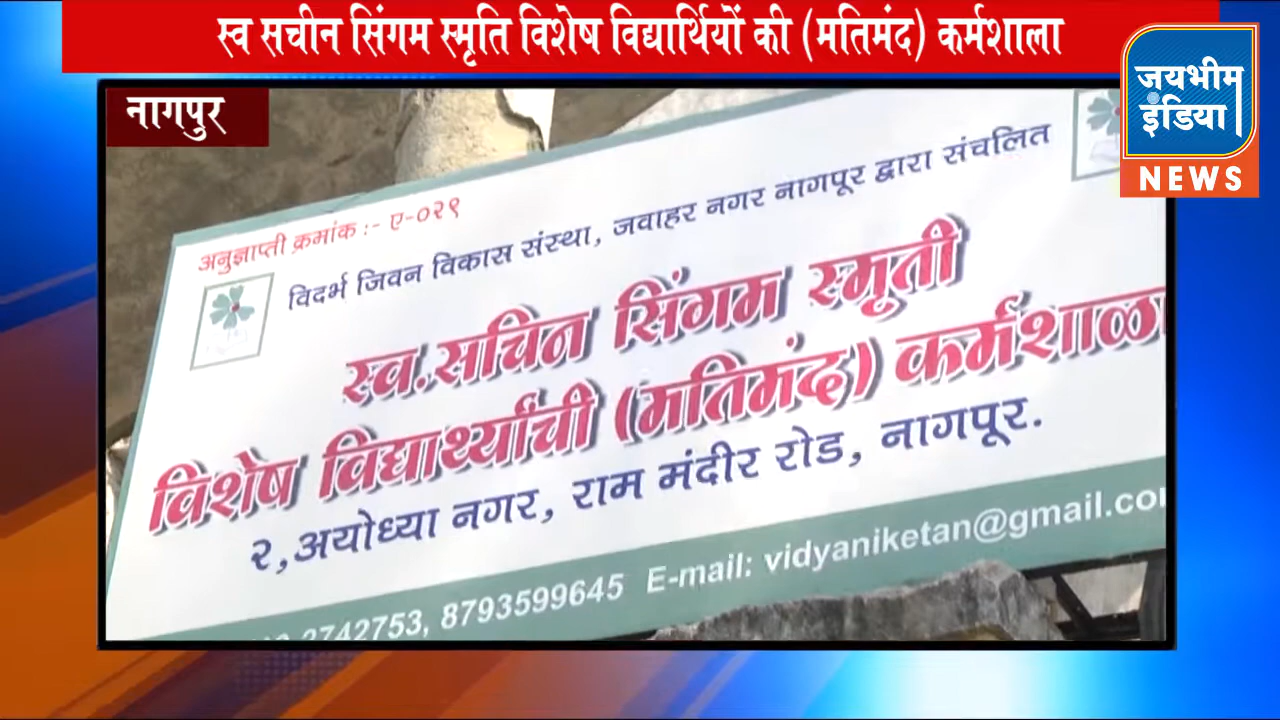 स्व सचीन सिंगम स्मृति विशेष विद्यार्थियों की (मतिमंद) कर्मशाला
जयभीम
इंडिया
NEWS
नागपुर
अनुज्ञाप्ती क्रमांक :- ए-०२९
विदर्भ जिवन विकास संस्था, जवाहर नगर नागपूर द्वारा संचलित
स्व.सचिन सिंगम स्मृती
विशेष विद्यार्थ्यांची (मतिमंद) कर्मशाळा
२,अयोध्या नगर, राम मंदीर रोड, नागपूर.
2742753, 8793599645 E-mail: vidyaniketan@gmail.com